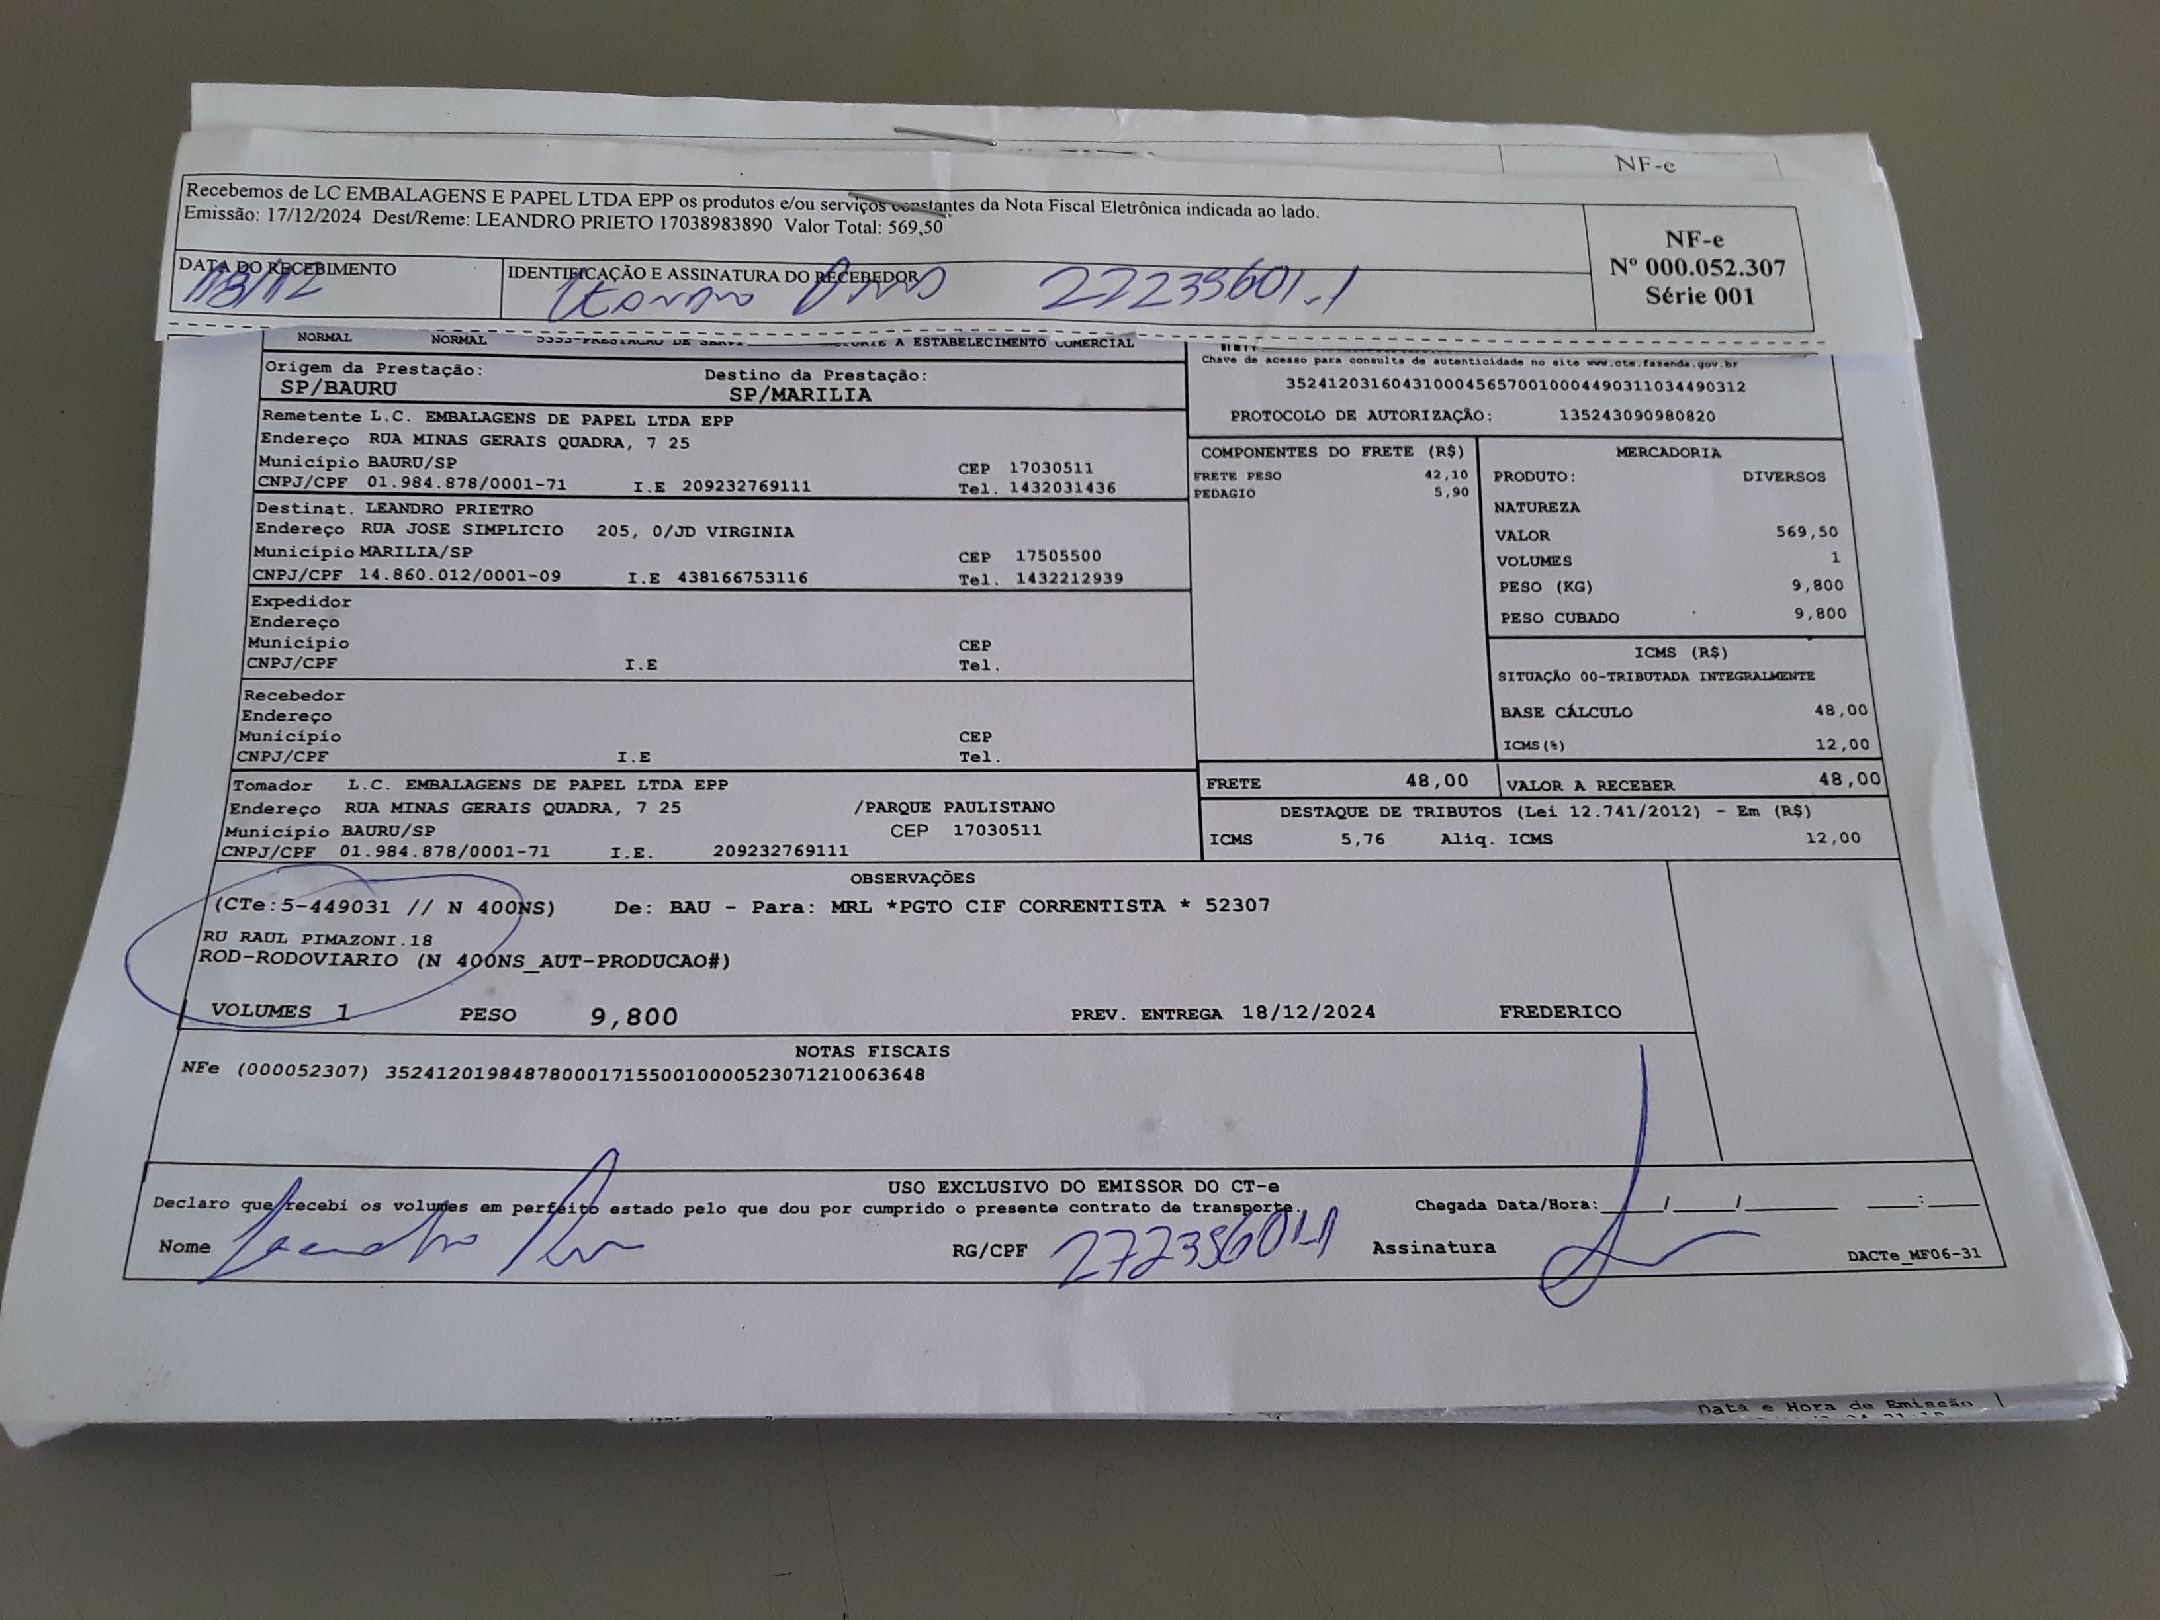 NF-e
Recebemos de LC EMBALAGENS E PAPEL LTDA EPP os produtos e/ou serviços constantes da Nota Fiscal Eletrônica indicada ao lado.
Emissão: 17/12/2024 Dest/Reme: LEANDRO PRIETO 17038983890 Valor Total: 569,50
NF-e
Nº 000.052.307
Série 001
DATA DO RECEBIMENTO
18/12
IDENTIFICAÇÃO E ASSINATURA DO RECEBEDOR
27235601-1
NORMAL NORMAL A ESTABELECIMENTO COMERCIAL
Origem da Prestação:
SP/BAURU
Destino da Prestação:
SP/MARILIA
Remetente L.C. EMBALAGENS DE PAPEL LTDA EPP
Endereço RUA MINAS GERAIS QUADRA, 7 25
Município BAURU/SP CEP 17030511
CNPJ/CPF 01.984.878/0001-71 I.E 209232769111 Tel. 1432031436
Destinat. LEANDRO PRIETRO
Endereço RUA JOSE SIMPLICIO 205, 0/JD VIRGINIA
Município MARILIA/SP CEP 17505500
CNPJ/CPF 14.860.012/0001-09 I.E 438166753116 Tel. 1432212939
Expedidor
Endereço
Município CEP
CNPJ/CPF I.E Tel.
Recebedor
Endereço
Município CEP
CNPJ/CPF I.E Tel.
Tomador L.C. EMBALAGENS DE PAPEL LTDA EPP
Endereço RUA MINAS GERAIS QUADRA, 7 25 /PARQUE PAULISTANO
Município BAURU/SP CEP 17030511
CNPJ/CPF 01.984.878/0001-71 I.E. 209232769111
Chave de acesso para consulta de autenticidade no site www.cte.fazenda.gov.br
35241203160431000456570010004490311034490312
PROTOCOLO DE AUTORIZAÇÃO: 135243090980820
COMPONENTES DO FRETE (R$)
FRETE PESO 42,10
PEDAGIO 5,90
MERCADORIA
PRODUTO: DIVERSOS
NATUREZA
VALOR 569,50
VOLUMES 1
PESO (KG) 9,800
PESO CUBADO 9,800
ICMS (R$)
SITUAÇÃO 00-TRIBUTADA INTEGRALMENTE
BASE CÁLCULO 48,00
ICMS(%) 12,00
FRETE 48,00 VALOR A RECEBER 48,00
DESTAQUE DE TRIBUTOS (Lei 12.741/2012) - Em (R$)
ICMS 5,76 Aliq. ICMS 12,00
OBSERVAÇÕES
(CTe:5-449031 // N 400NS) De: BAU - Para: MRL *PGTO CIF CORRENTISTA * 52307
RU RAUL PIMAZONI.18
ROD-RODOVIARIO (N 400NS_AUT-PRODUCAO#)
VOLUMES 1 PESO 9,800 PREV. ENTREGA 18/12/2024 FREDERICO
NOTAS FISCAIS
NFe (000052307) 35241201984878000171550010000523071210063648
USO EXCLUSIVO DO EMISSOR DO CT-e
Declaro que recebi os volumes em perfeito estado pelo que dou por cumprido o presente contrato de transporte. Chegada Data/Hora:____/____/______ ___:___
Nome Leandro RG/CPF 27235601-1 Assinatura
DACTe_MF06-31
Data e Hora de Emissão